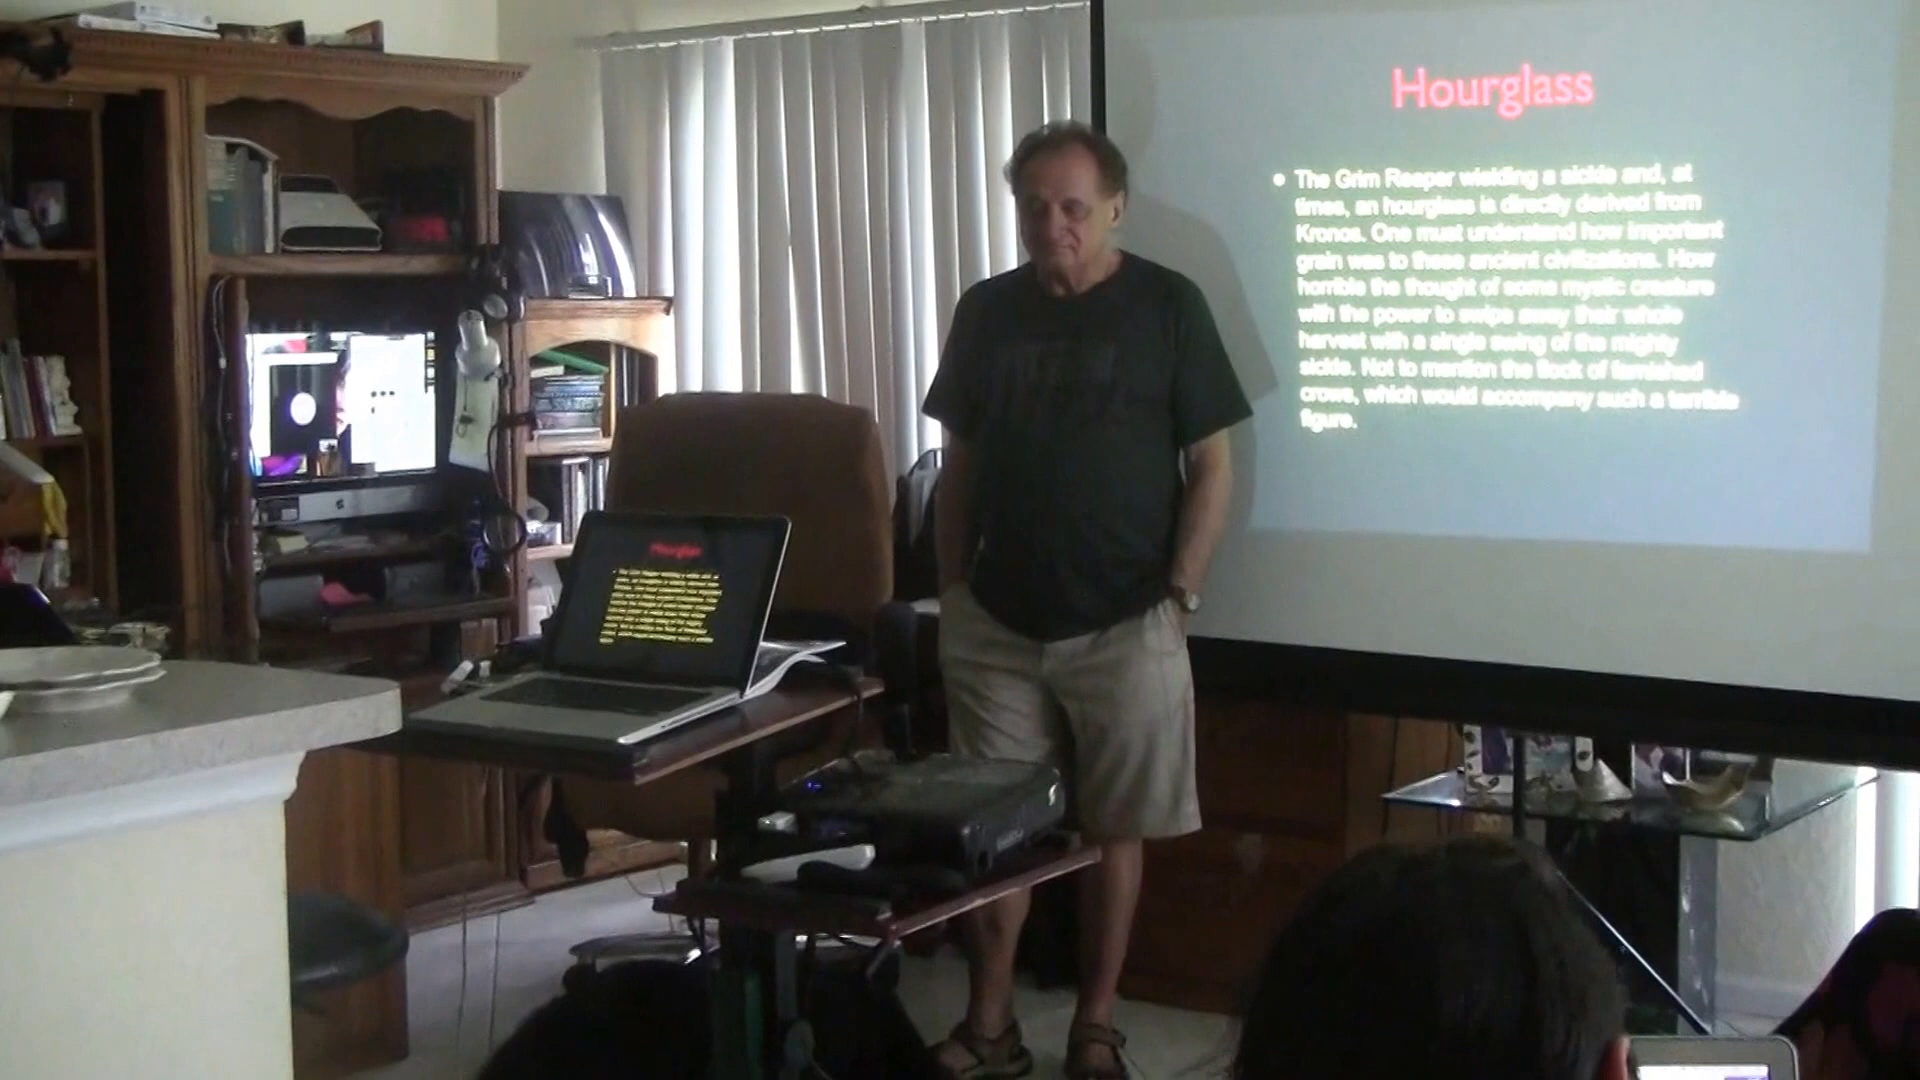 Hourglass
• The Grim Reaper wielding a sickle and, at
times, an hourglass is directly derived from
Kronos. One must understand how important
grain was to these ancient civilizations. How
horrible the thought of some mystic creature
with the power to swipe away their whole
harvest with a single swing of the mighty
sickle. Not to mention the flock of famished
crows, which would accompany such a terrible
figure.
Hourglass